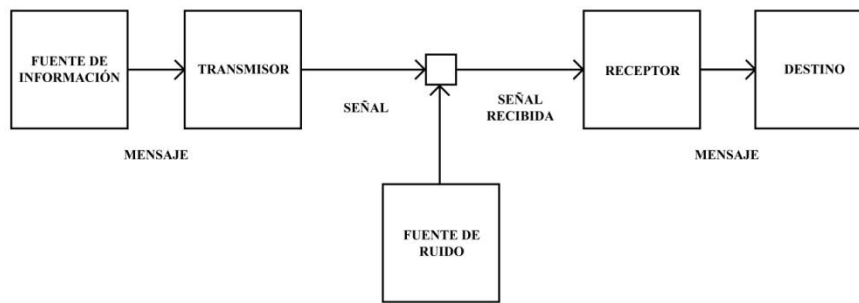 FUENTE DE
INFORMACIÓN
TRANSMISOR
RECEPTOR
DESTINO
SEÑAL
SEÑAL
RECIBIDA
MENSAJE
MENSAJE
FUENTE DE
RUIDO